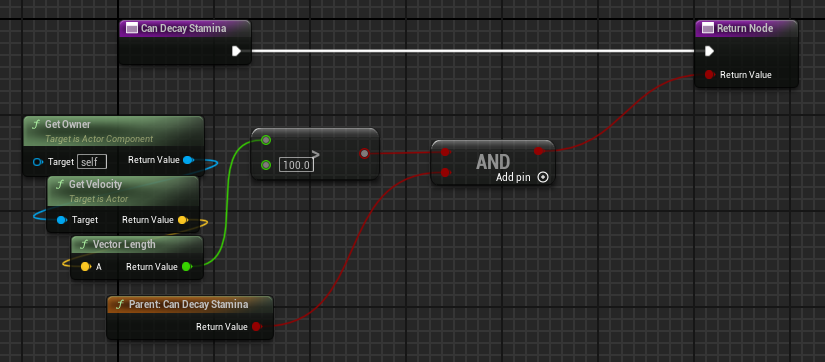 Can Decay Stamina
Return Node
Return Value
Get Owner
Target is Actor Component
Target self Return Value
Get Velocity
Target is Actor
Target Return Value
Vector Length
A Return Value
>
100.0
AND
Add pin
Parent: Can Decay Stamina
Return Value